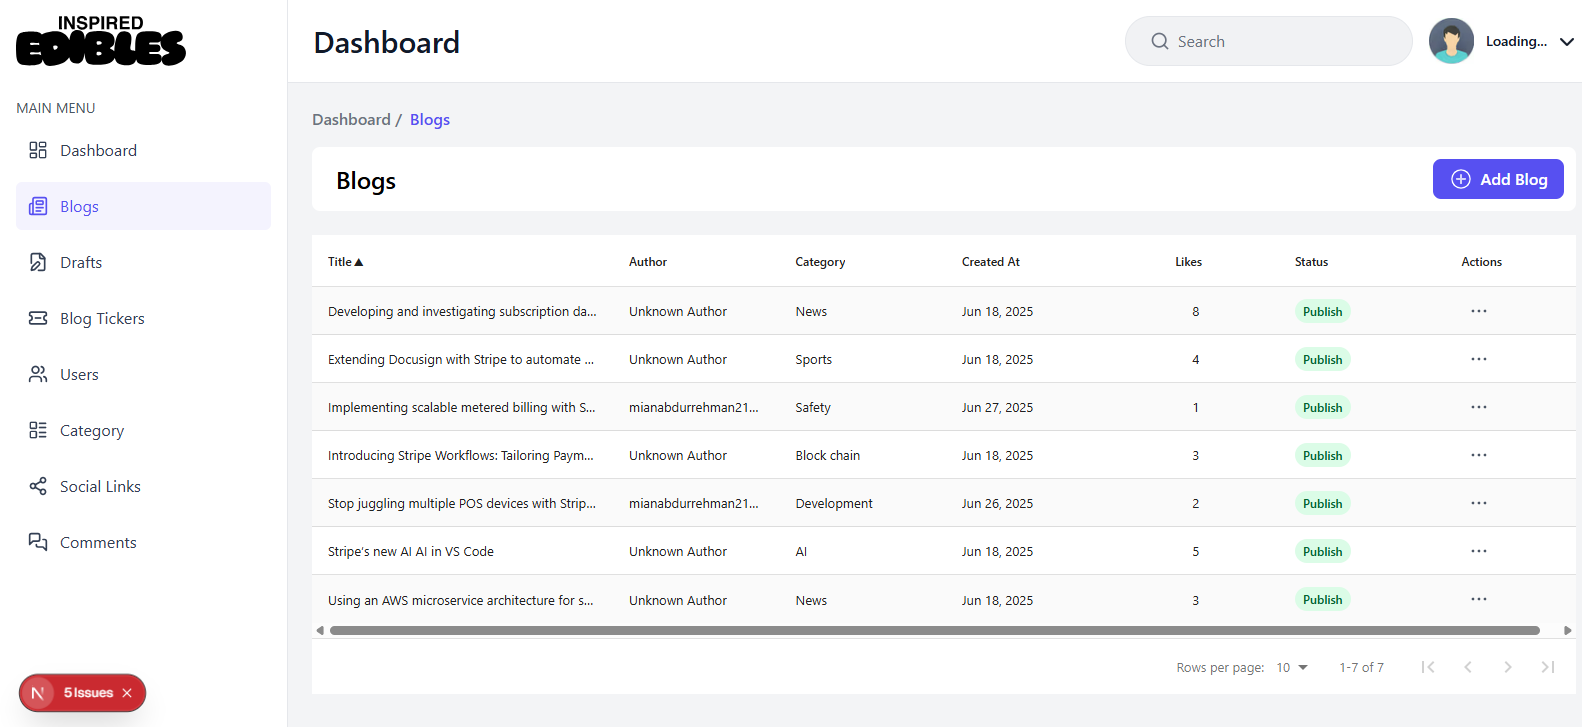 INSPIRED
EDIBLES
Dashboard
Search
Loading...
MAIN MENU
Dashboard
Blogs
Drafts
Blog Tickers
Users
Category
Social Links
Comments
Dashboard / Blogs
Blogs
Add Blog
Title▲ Author Category Created At Likes Status Actions
Developing and investigating subscription da... Unknown Author News Jun 18, 2025 8 Publish ...
Extending Docusign with Stripe to automate ... Unknown Author Sports Jun 18, 2025 4 Publish ...
Implementing scalable metered billing with S... mianabdurrehman21... Safety Jun 27, 2025 1 Publish ...
Introducing Stripe Workflows: Tailoring Paym... Unknown Author Block chain Jun 18, 2025 3 Publish ...
Stop juggling multiple POS devices with Strip... mianabdurrehman21... Development Jun 26, 2025 2 Publish ...
Stripe's new AI AI in VS Code Unknown Author AI Jun 18, 2025 5 Publish ...
Using an AWS microservice architecture for s... Unknown Author News Jun 18, 2025 3 Publish ...
Rows per page: 10 1-7 of 7
N 5 Issues ×